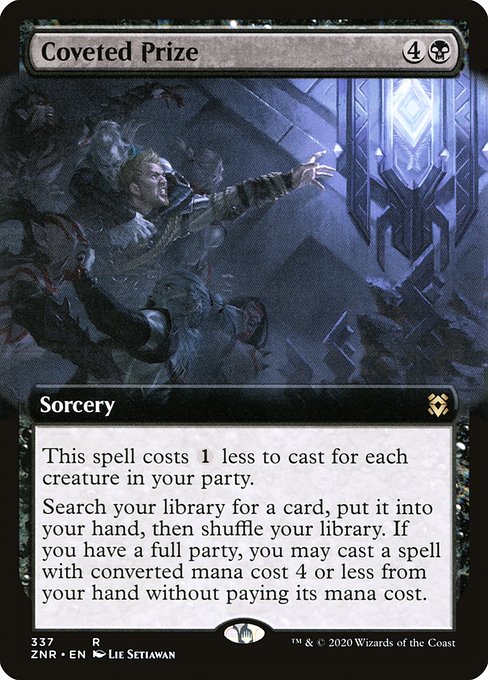 Coveted Prize 4
Sorcery
This spell costs 1 less to cast for each
creature in your party.
Search your library for a card, put it into
your hand, then shuffle your library. If
you have a full party, you may cast a spell
with converted mana cost 4 or less from
your hand without paying its mana cost.
337 R
ZNR • EN Lie Setiawan
™ & © 2020 Wizards of the Coast